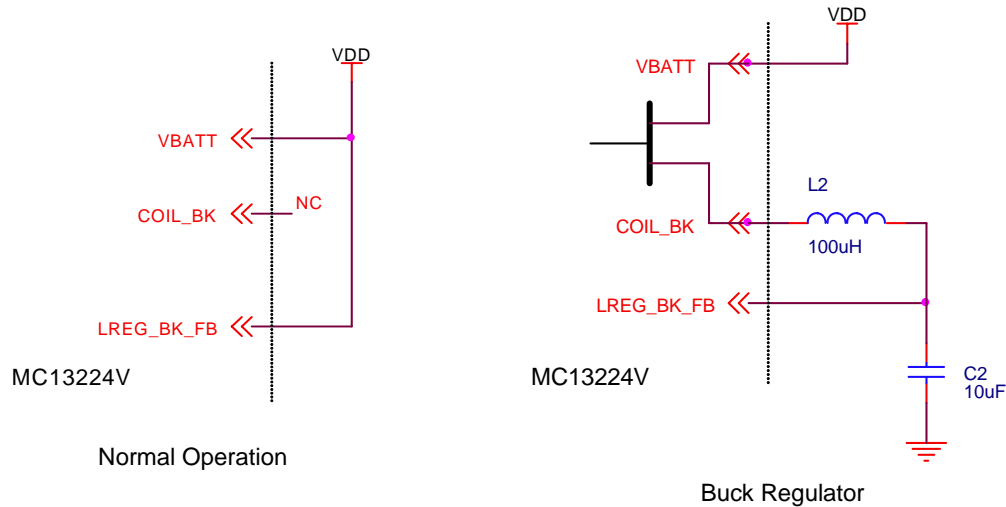 VDD
VBATT
COIL_BK
NC
LREG_BK_FB
MC13224V
Normal Operation
VDD
VBATT
L2
COIL_BK
100uH
LREG_BK_FB
MC13224V
C2
10uF
Buck Regulator